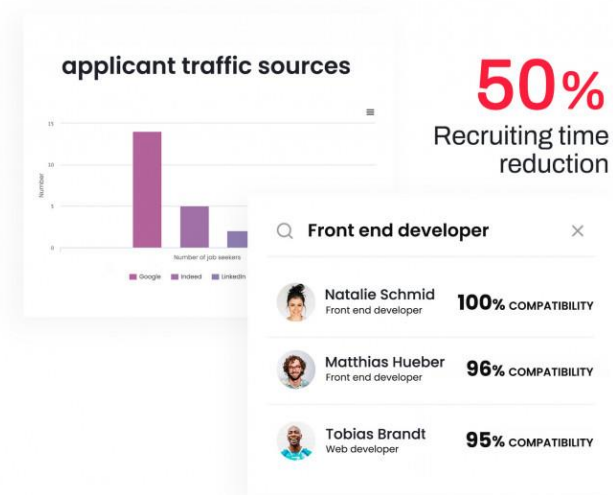 applicant traffic sources
15
10
5
0
Number
Number of job seekers
Google
Indeed
LinkedIn
50%
Recruiting time
reduction
Front end developer
Natalie Schmid
Front end developer
100% COMPATIBILITY
Matthias Hueber
Front end developer
96% COMPATIBILITY
Tobias Brandt
Web developer
95% COMPATIBILITY